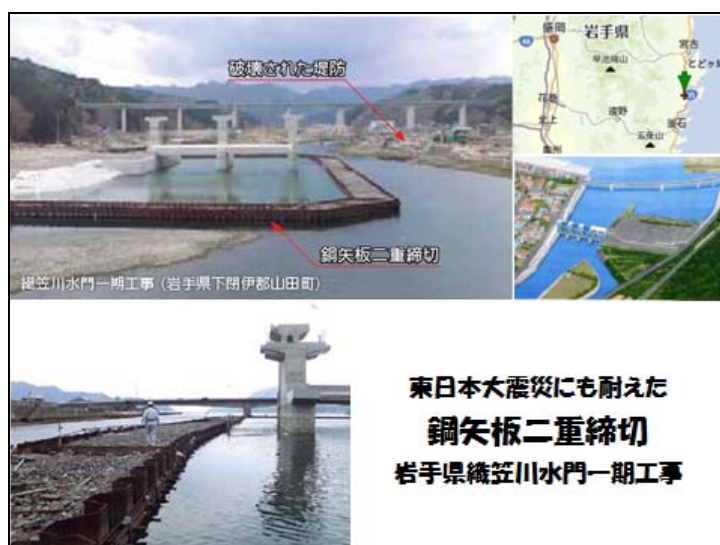 破壊された堤防
鋼矢板二重締切
織笠川水門一期工事(岩手県下閉伊郡山田町)
盛岡
岩手県
早池峰山
宮古
花巻
遠野
北上
釜石
五葉山
奥州
東日本大震災にも耐えた
鋼矢板二重締切
岩手県織笠川水門一期工事